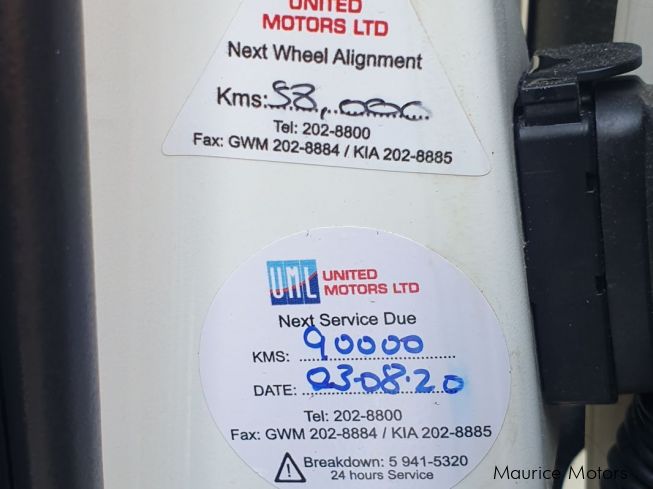 UNITED
MOTORS LTD
Next Wheel Alignment
Kms: 58,000
Tel: 202-8800
Fax: GWM 202-8884 / KIA 202-8885
UML UNITED
MOTORS LTD
Next Service Due
KMS: 90000
DATE: 03-08-20
Tel: 202-8800
Fax: GWM 202-8884 / KIA 202-8885
Breakdown: 5 941-5320
24 hours Service
Maurice Motors